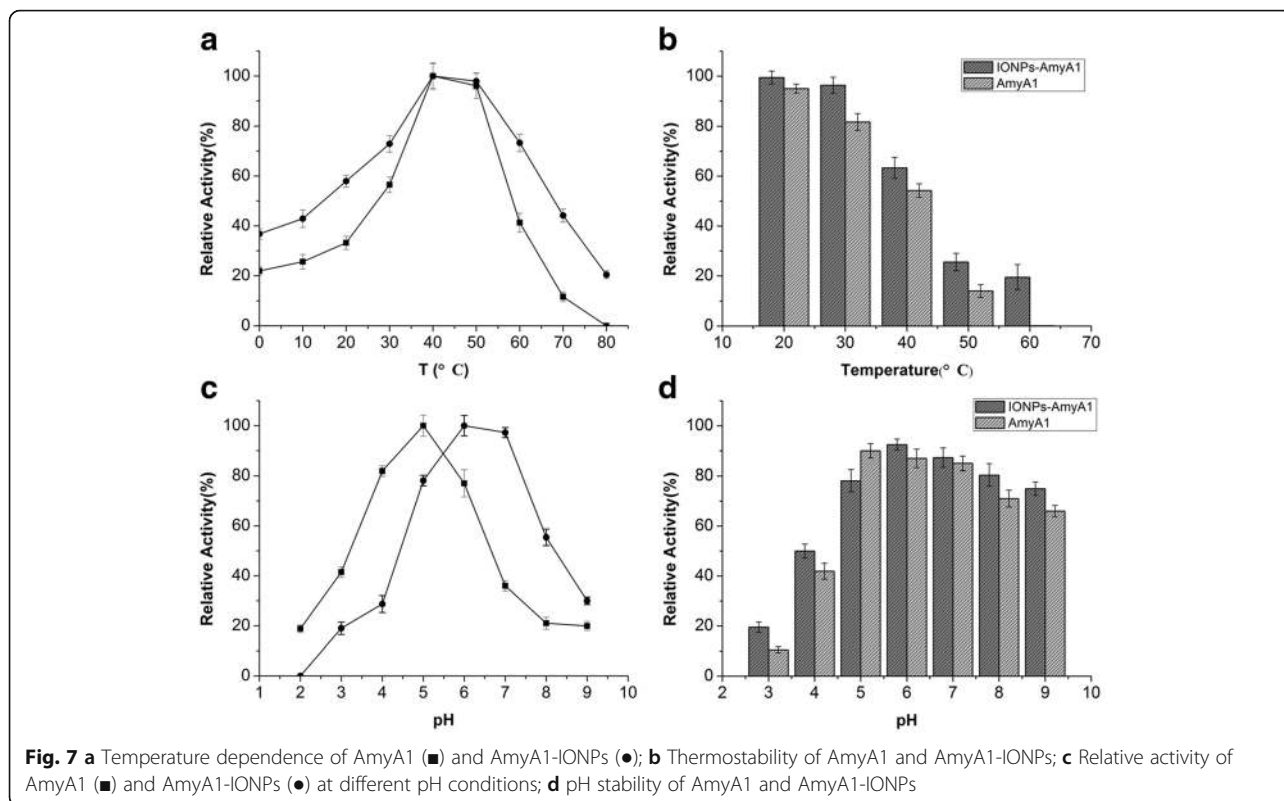 a
Relative Activity(%)
100
80
60
40
20
0
0 10 20 30 40 50 60 70 80
T (° C)
b
Relative Activity(%)
100
80
60
40
20
0
IONPs-AmyA1
AmyA1
10 20 30 40 50 60 70
Temperature(° C)
c
Relative Activity(%)
100
80
60
40
20
0
1 2 3 4 5 6 7 8 9 10
pH
d
Relative Activity(%)
100
80
60
40
20
0
IONPs-AmyA1
AmyA1
2 3 4 5 6 7 8 9 10
pH
Fig. 7 a Temperature dependence of AmyA1 (■) and AmyA1-IONPs (●); b Thermostability of AmyA1 and AmyA1-IONPs; c Relative activity of
AmyA1 (■) and AmyA1-IONPs (●) at different pH conditions; d pH stability of AmyA1 and AmyA1-IONPs